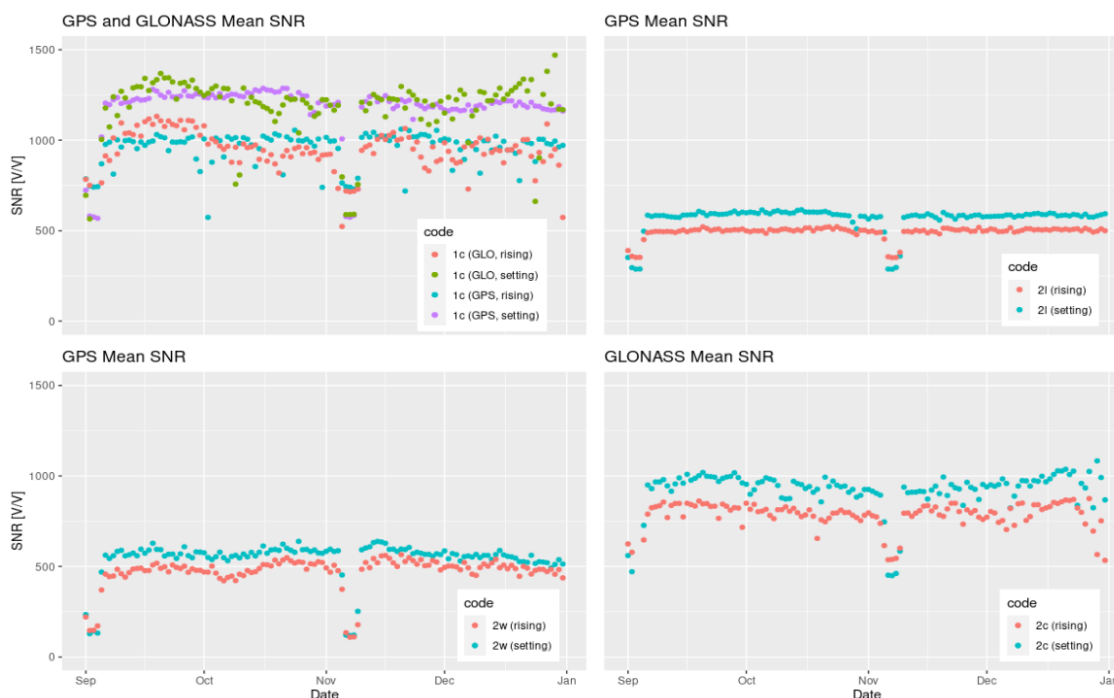 GPS and GLONASS Mean SNR
SNR [V/V]
1500
1000
500
0
code
1c (GLO, rising)
1c (GLO, setting)
1c (GPS, rising)
1c (GPS, setting)
GPS Mean SNR
code
2l (rising)
2l (setting)
GPS Mean SNR
SNR [V/V]
1500
1000
500
0
code
2w (rising)
2w (setting)
Sep Oct Nov Dec Jan
Date
GLONASS Mean SNR
code
2c (rising)
2c (setting)
Sep Oct Nov Dec Jan
Date